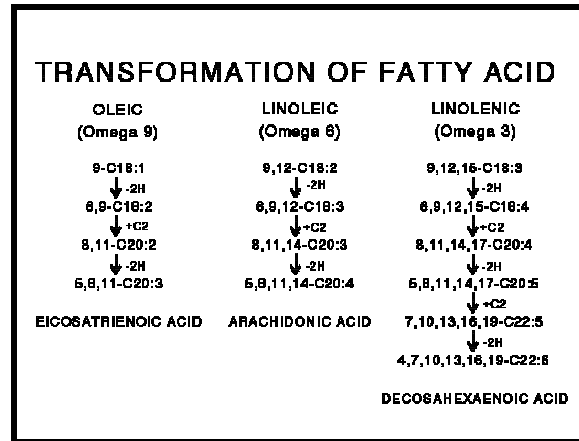 TRANSFORMATION OF FATTY ACID
OLEIC LINOLEIC LINOLENIC
(Omega 9) (Omega 6) (Omega 3)
9-C18:1 9,12-C18:2 9,12,15-C18:3
-2H -2H -2H
6,9-C18:2 6,9,12-C18:3 6,9,12,15-C18:4
+C2 +C2 +C2
8,11-C20:2 8,11,14-C20:3 8,11,14,17-C20:4
-2H -2H -2H
5,8,11-C20:3 5,8,11,14-C20:4 5,8,11,14,17-C20:5
+C2
EICOSATRIENOIC ACID ARACHIDONIC ACID 7,10,13,16,19-C22:5
-2H
4,7,10,13,16,19-C22:6
DECOSAHEXAENOIC ACID